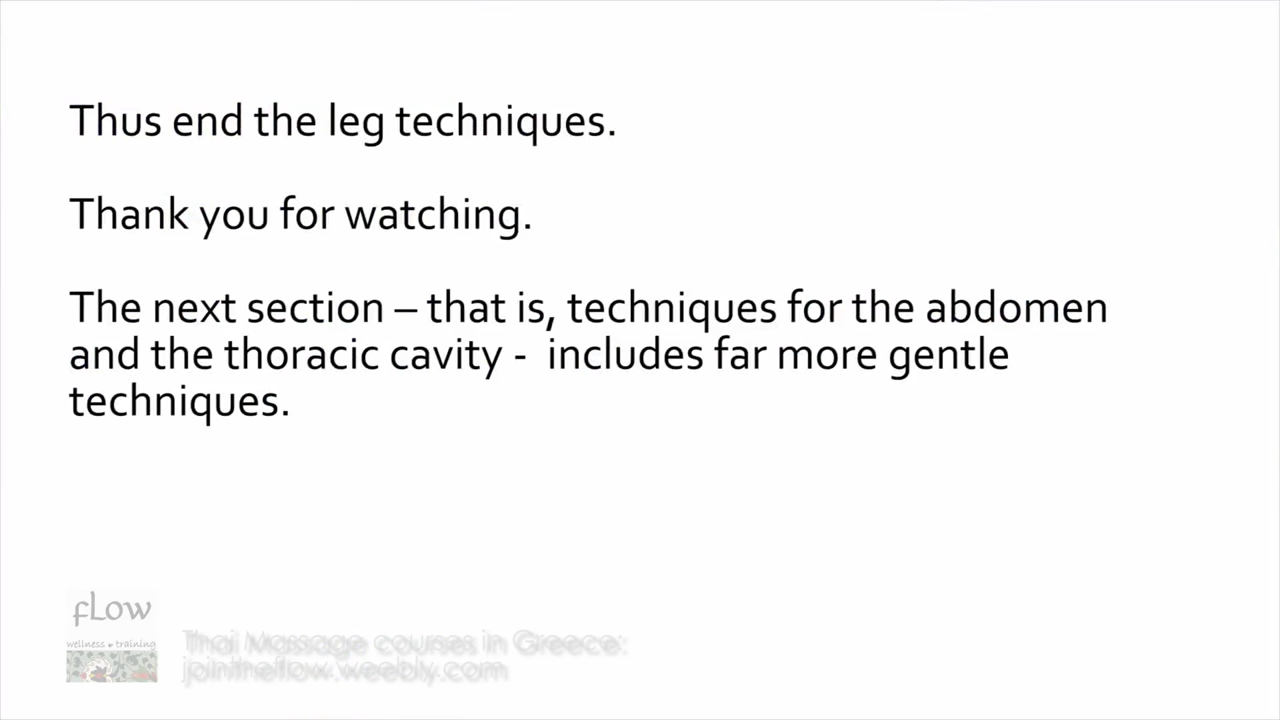 Thus end the leg techniques.
Thank you for watching.
The next section – that is, techniques for the abdomen
and the thoracic cavity - includes far more gentle
techniques.
fLow
wellness & training
Thai Massage courses in Greece:
jointheflow.weebly.com